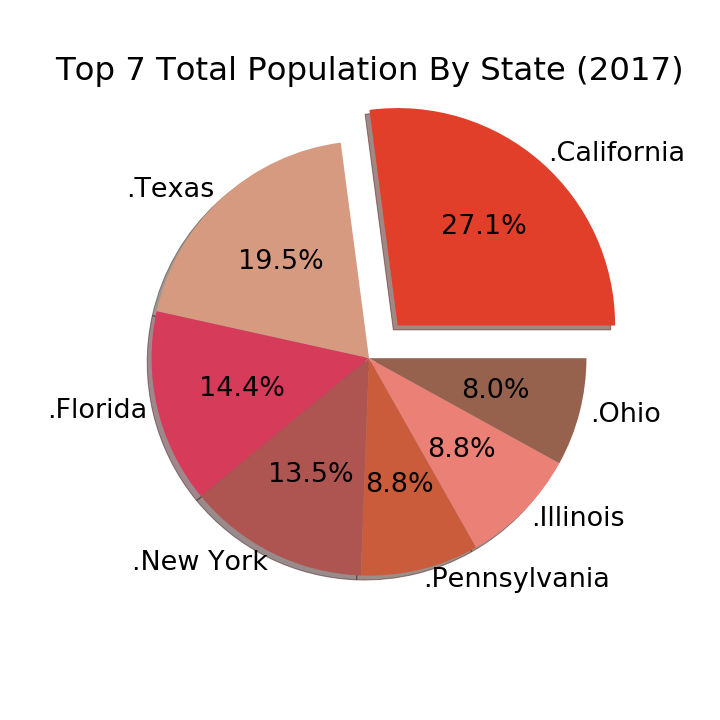 Top 7 Total Population By State (2017)
.California
27.1%
.Texas
19.5%
.Florida
14.4%
.New York
13.5%
.Pennsylvania
8.8%
.Illinois
8.8%
.Ohio
8.0%